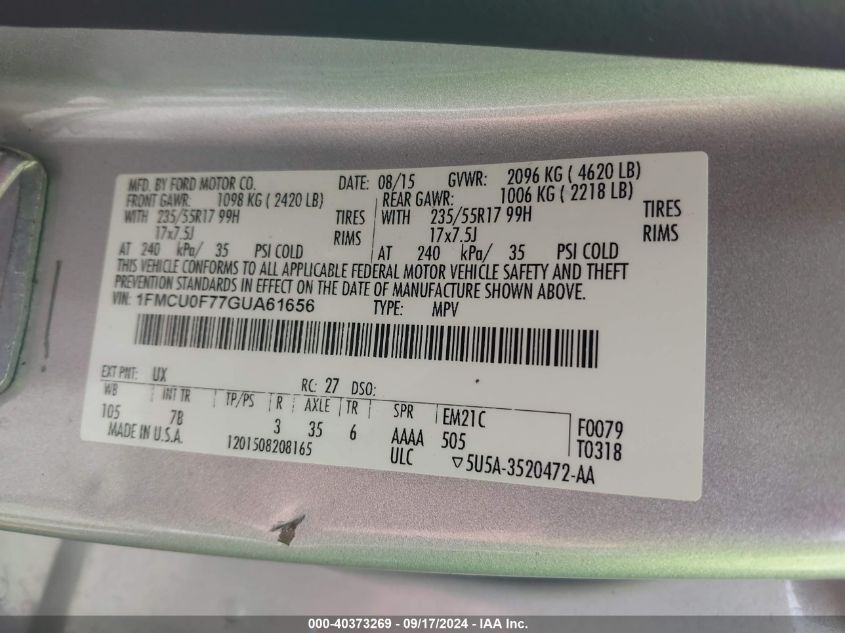 MFD. BY FORD MOTOR CO. DATE: 08/15 GVWR: 2096 KG ( 4620 LB)
FRONT GAWR: 1098 KG ( 2420 LB) REAR GAWR: 1006 KG ( 2218 LB)
WITH 235/55R17 99H TIRES WITH 235/55R17 99H TIRES
17x7.5J RIMS 17x7.5J RIMS
AT 240 kPa/ 35 PSI COLD AT 240 kPa/ 35 PSI COLD
THIS VEHICLE CONFORMS TO ALL APPLICABLE FEDERAL MOTOR VEHICLE SAFETY AND THEFT
PREVENTION STANDARDS IN EFFECT ON THE DATE OF MANUFACTURE SHOWN ABOVE.
VIN: 1FMCU0F77GUA61656 TYPE: MPV
EXT PNT: UX RC: 27 DSO:
WB INT TR TP/PS R AXLE TR SPR EM21C F0079
105 7B 3 35 6 AAAA 505 T0318
MADE IN U.S.A. 1201508208165 ULC ▽5U5A-3520472-AA
000-40373269 - 09/17/2024 - IAA Inc.